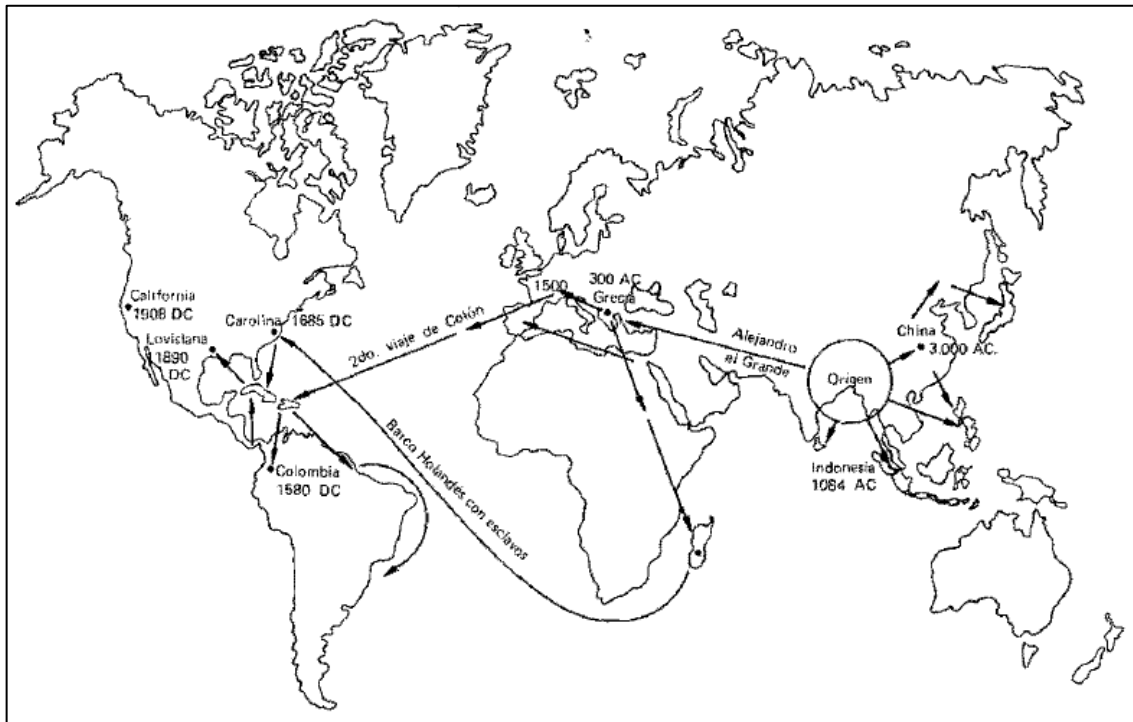 California
1908 DC
Carolina 1685 DC
Loviciana
1890
DC
Colombia
1580 DC
2do. viaje de Colón
Barco Holandés con esclavos
1500
300 AC
Grecia
Alejandro
el Grande
Origen
China
3.000 AC.
Indonesia
1084 AC